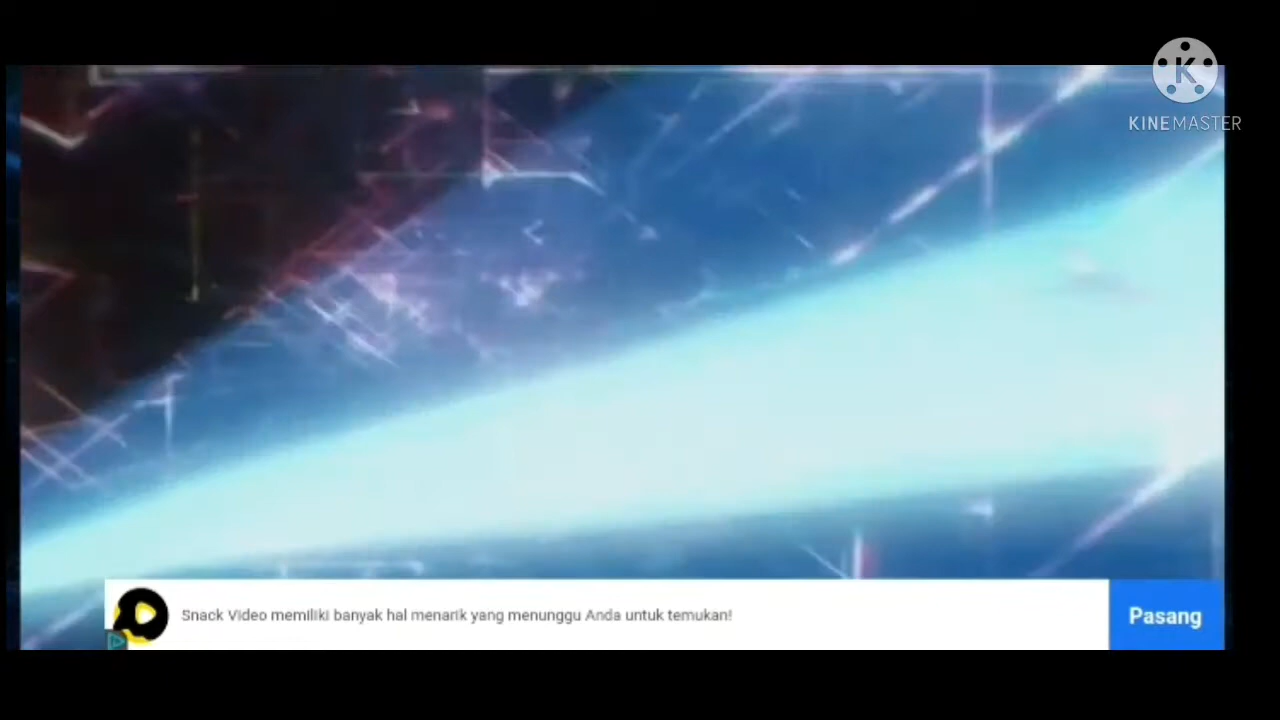 KINEMASTER
Snack Video memiliki banyak hal menarik yang menunggu Anda untuk temukan!
Pasang